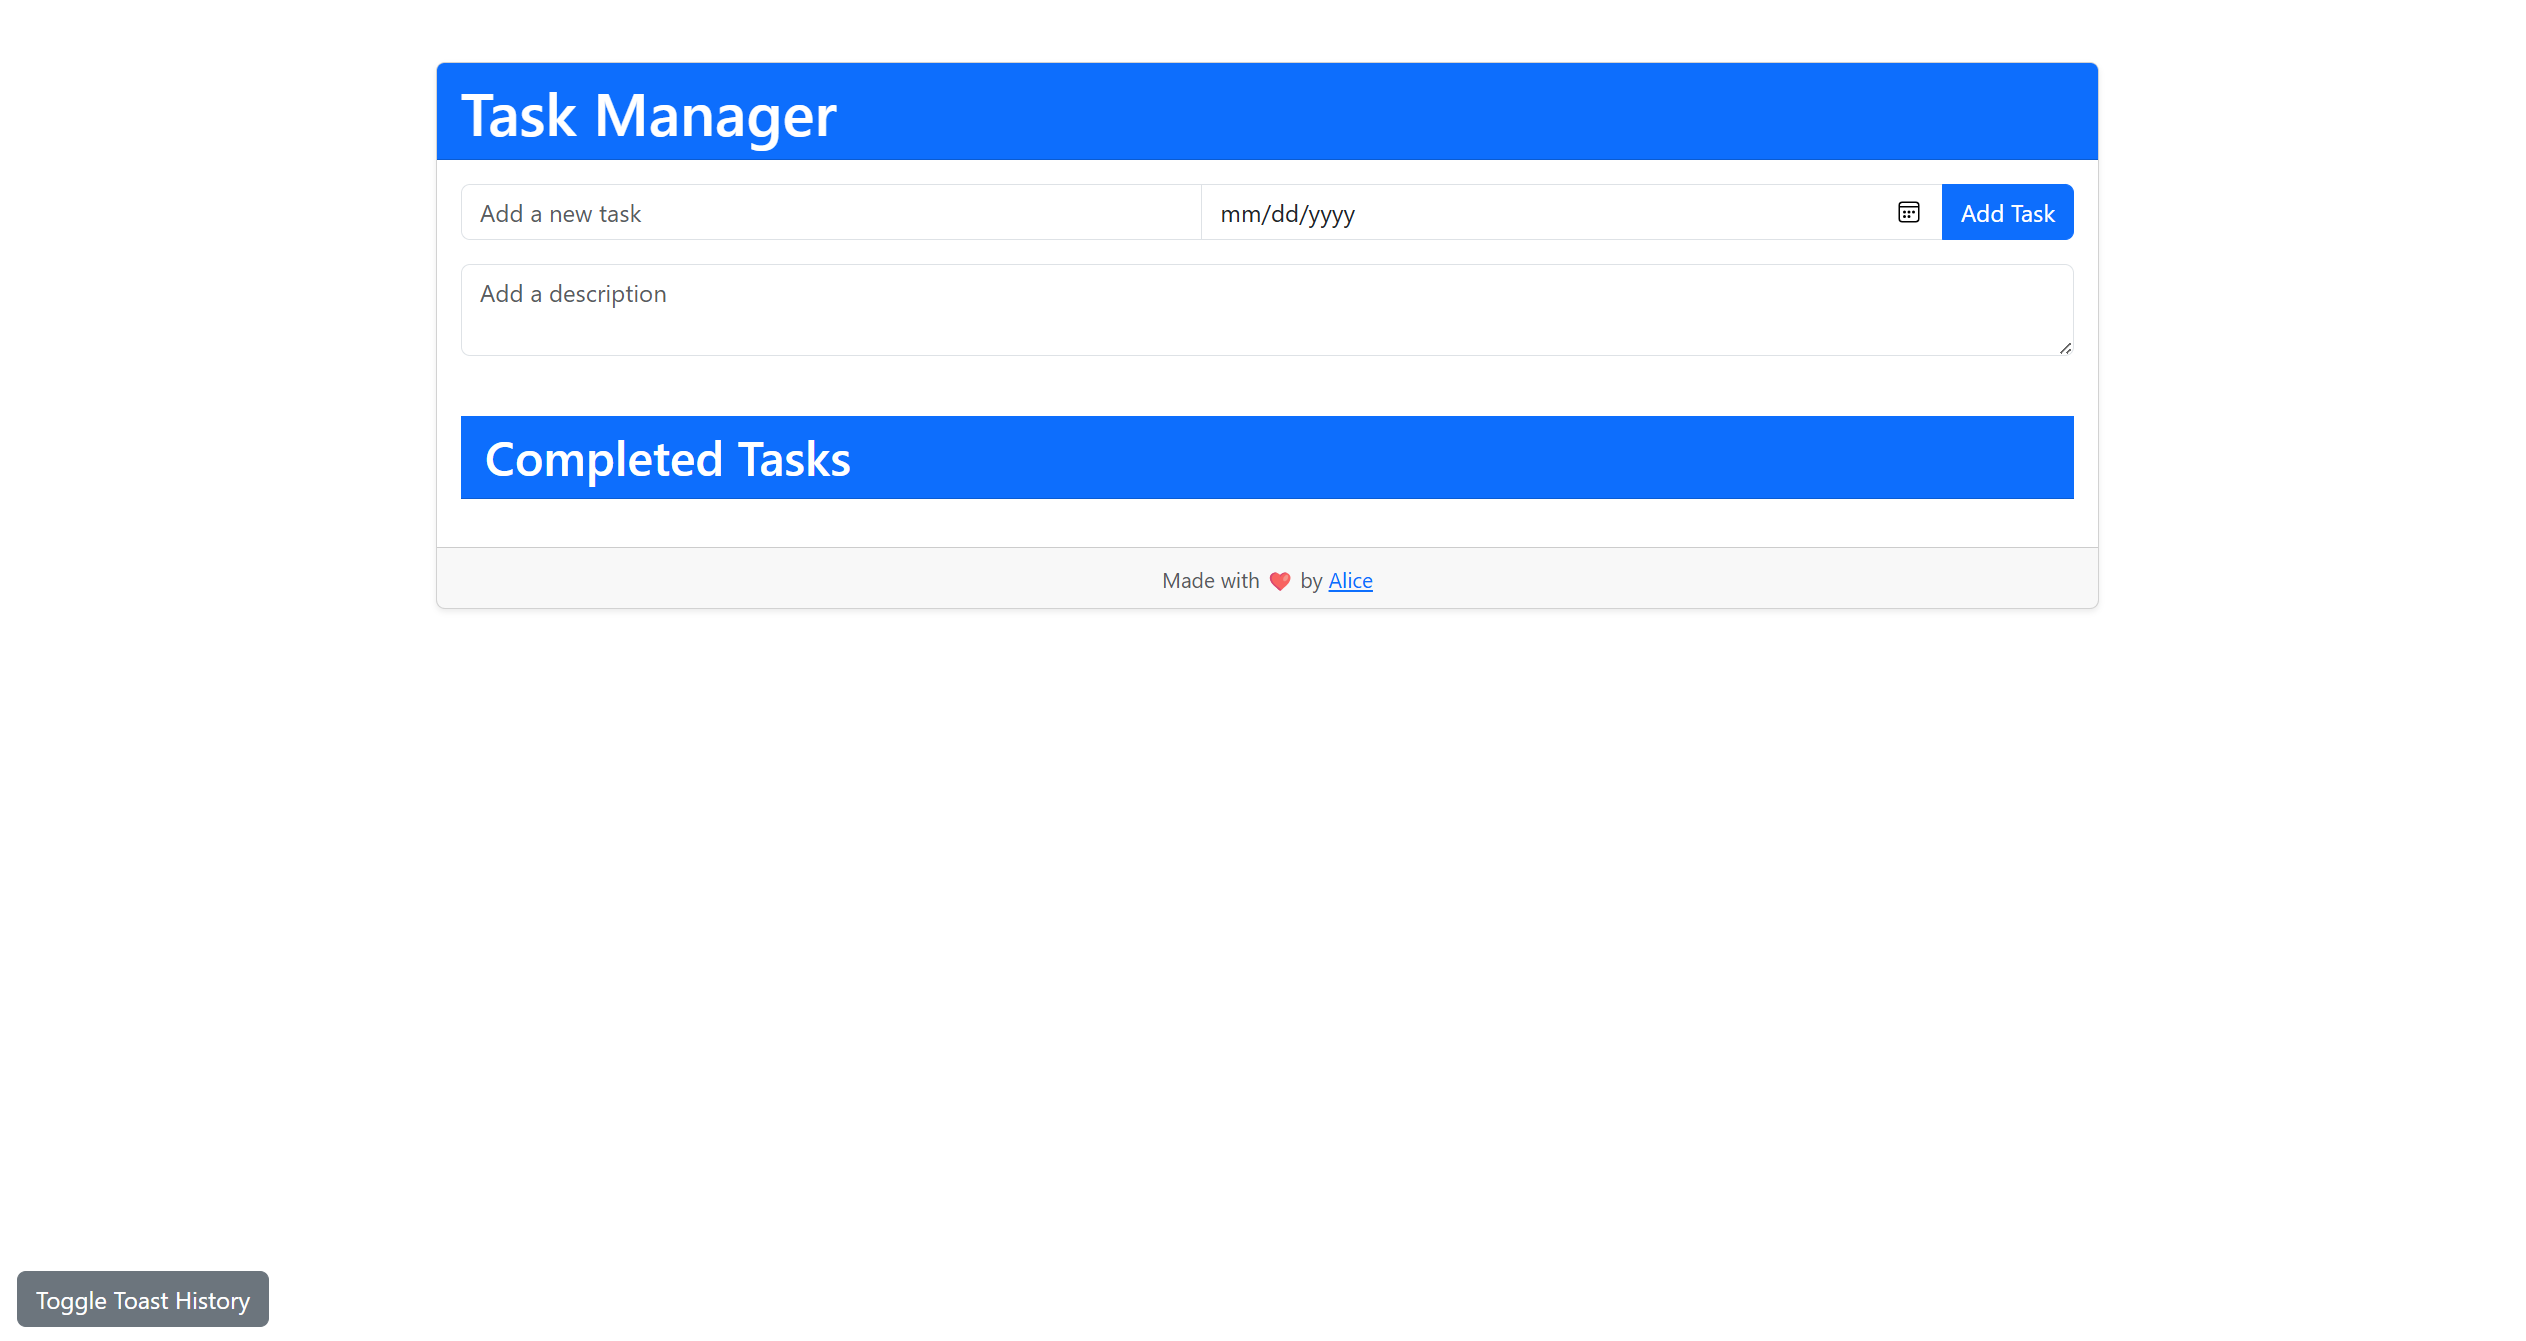 Task Manager
Add a new task
mm/dd/yyyy
Add Task
Add a description
Completed Tasks
Made with ❤️ by Alice
Toggle Toast History